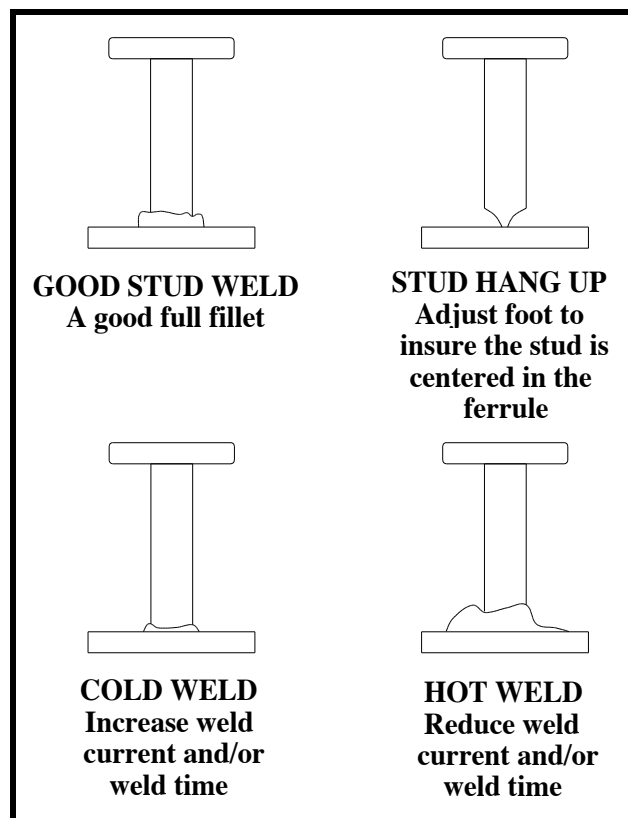 GOOD STUD WELD
A good full fillet
STUD HANG UP
Adjust foot to
insure the stud is
centered in the
ferrule
COLD WELD
Increase weld
current and/or
weld time
HOT WELD
Reduce weld
current and/or
weld time